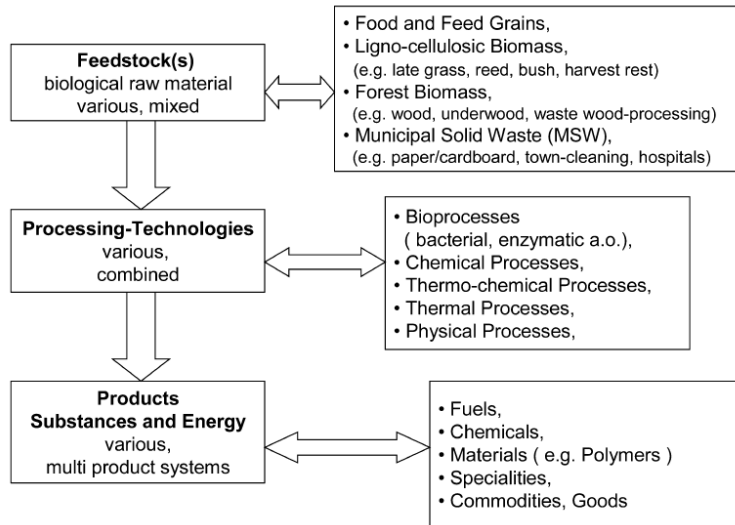 Feedstock(s)
biological raw material
various, mixed
• Food and Feed Grains,
• Ligno-cellulosic Biomass,
(e.g. late grass, reed, bush, harvest rest)
• Forest Biomass,
(e.g. wood, underwood, waste wood-processing)
• Municipal Solid Waste (MSW),
(e.g. paper/cardboard, town-cleaning, hospitals)
Processing-Technologies
various,
combined
• Bioprocesses
( bacterial, enzymatic a.o.),
• Chemical Processes,
• Thermo-chemical Processes,
• Thermal Processes,
• Physical Processes,
Products
Substances and Energy
various,
multi product systems
• Fuels,
• Chemicals,
• Materials ( e.g. Polymers )
• Specialities,
• Commodities, Goods